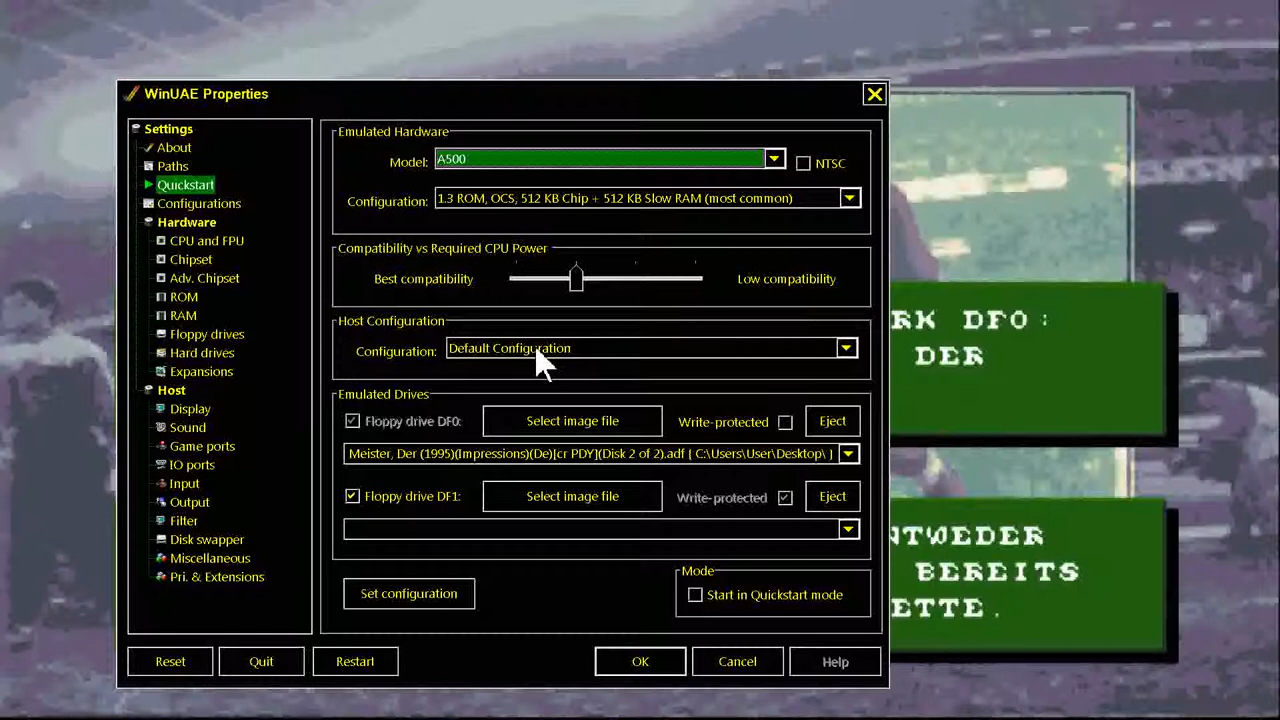 WinUAE Properties
Settings
About
Paths
Quickstart
Configurations
Hardware
CPU and FPU
Chipset
Adv. Chipset
ROM
RAM
Floppy drives
Hard drives
Expansions
Host
Display
Sound
Game ports
IO ports
Input
Output
Filter
Disk swapper
Miscellaneous
Pri. & Extensions
Emulated Hardware
Model: A500 NTSC
Configuration: 1.3 ROM, OCS, 512 KB Chip + 512 KB Slow RAM (most common)
Compatibility vs Required CPU Power
Best compatibility Low compatibility
Host Configuration
Configuration: Default Configuration
Emulated Drives
Floppy drive DF0: Select image file Write-protected Eject
Meister, Der (1995)(Impressions)(De)[cr PDY](Disk 2 of 2).adf { C:\Users\User\Desktop\ }
Floppy drive DF1: Select image file Write-protected Eject
Set configuration
Mode
Start in Quickstart mode
Reset Quit Restart OK Cancel Help
RK DF0:
DER
NTWEDER
BEREITS
ETTE.